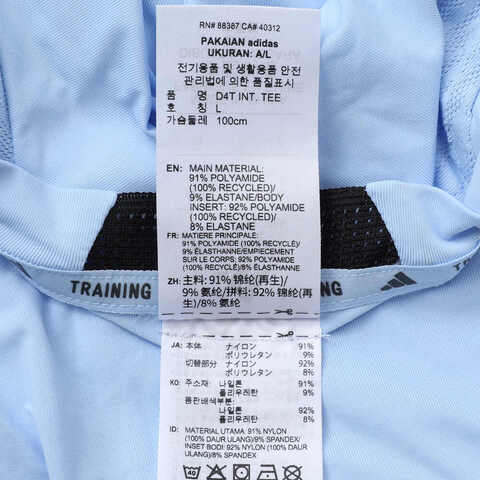 RN# 88387 CA# 40312
PAKAIAN adidas
UKURAN: A/L
전기용품 및 생활용품 안전
관리법에 의한 품질표시
품 명 D4T INT. TEE
호 칭 L
가슴둘레 100cm
EN: MAIN MATERIAL:
91% POLYAMIDE
(100% RECYCLED)/
9% ELASTANE/BODY
INSERT: 92% POLYAMIDE
(100% RECYCLED)/
8% ELASTANE
FR: MATIERE PRINCIPALE:
91% POLYAMIDE (100% RECYCLE)/
9% ÉLASTHANNE/EMPIECEMENT
SUR LE CORPS: 92% POLYAMIDE
(100% RECYCLE)/8% ÉLASTHANNE
ZH: 主料: 91% 锦纶(再生)/
9% 氨纶/拼料: 92% 锦纶(再
生)/8% 氨纶
TRAINING
NING
T
JA: 本体 ナイロン 91%
ポリウレタン 9%
切替部分 ナイロン 92%
ポリウレタン 8%
KO: 주소재: 나일론 91%
폴리우레탄 9%
몸판배색부분:
나일론 92%
폴리우레탄 8%
ID: MATERIAL UTAMA: 91% NYLON
(100% DAUR ULANG)/9% SPANDEX/
INSET BODI: 92% NYLON (100%
DAUR ULANG)/8% SPANDEX
40